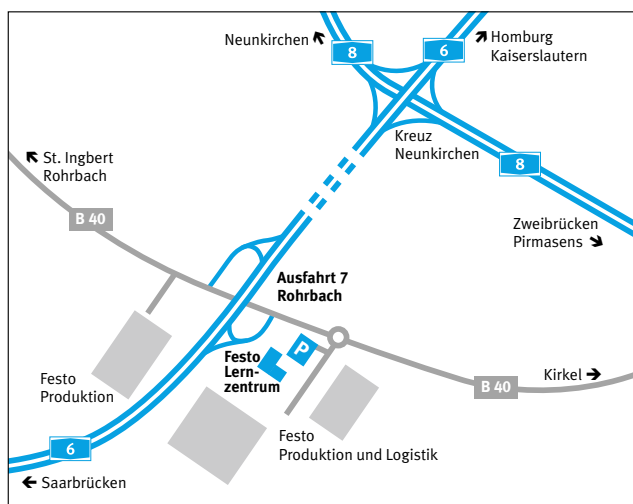 Neunkirchen
8
6
Homburg
Kaiserslautern
Kreuz
Neunkirchen
8
St. Ingbert
Rohrbach
B 40
Zweibrücken
Pirmasens
Ausfahrt 7
Rohrbach
P
Festo
Lern-
zentrum
Festo
Produktion
Kirkel
B 40
Festo
Produktion und Logistik
6
Saarbrücken